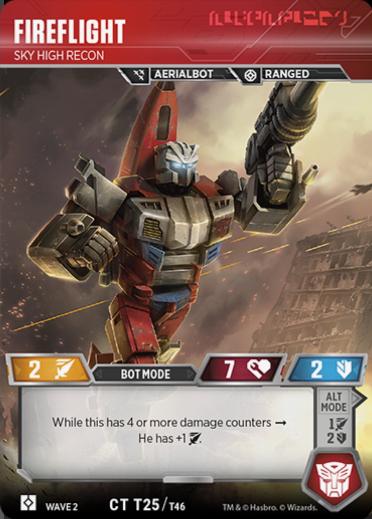 FIREFLIGHT
SKY HIGH RECON
AERIALBOT RANGED
2 BOT MODE 7 2
While this has 4 or more damage counters →
He has +1
ALT
MODE
1
2
WAVE 2 CT T25/T46 TM & © Hasbro. © Wizards.